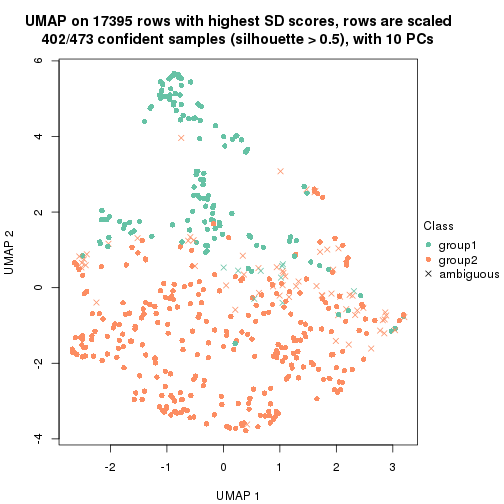 UMAP on 17395 rows with highest SD scores, rows are scaled
402/473 confident samples (silhouette > 0.5), with 10 PCs
6
4
2
0
-2
-4
UMAP 2
-2
-1
0
1
2
3
UMAP 1
Class
group1
group2
ambiguous